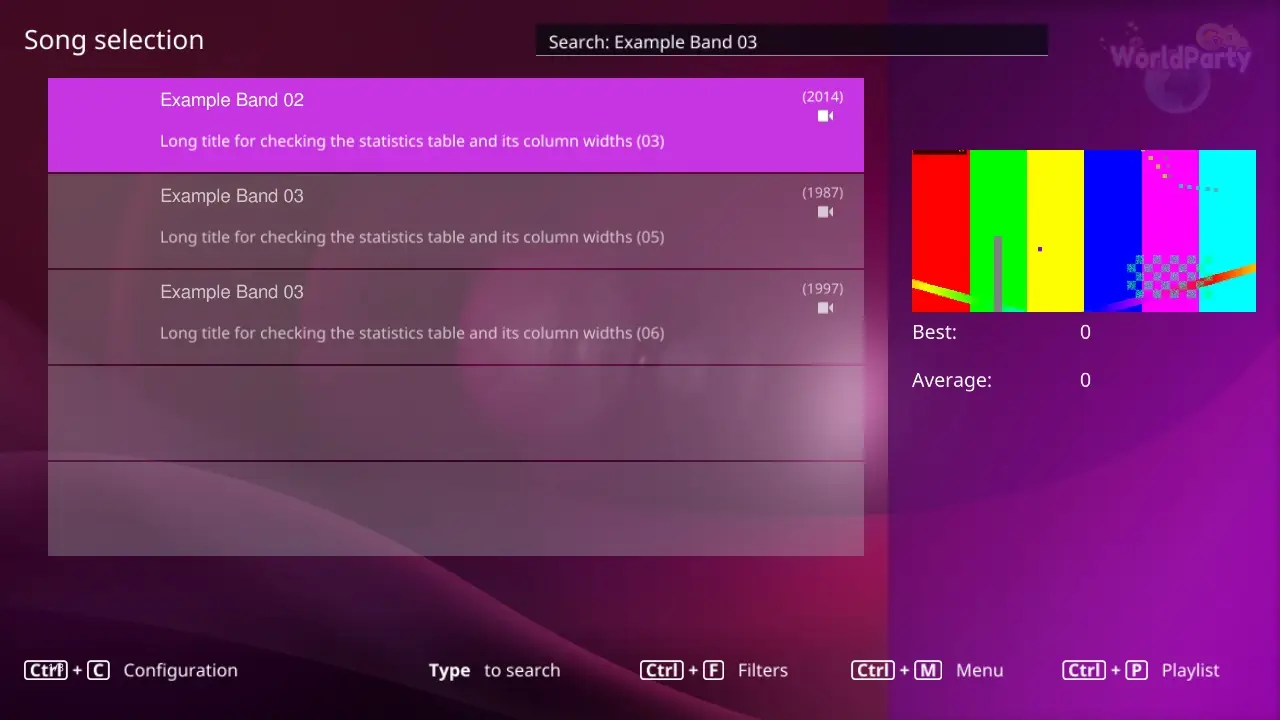 Song selection
Search: Example Band 03
WorldParty
Example Band 02
(2014)
Long title for checking the statistics table and its column widths (03)
Example Band 03
(1987)
Long title for checking the statistics table and its column widths (05)
Example Band 03
(1997)
Long title for checking the statistics table and its column widths (06)
Best: 0
Average: 0
Ctrl + C Configuration
Type to search
Ctrl + F Filters
Ctrl + M Menu
Ctrl + P Playlist